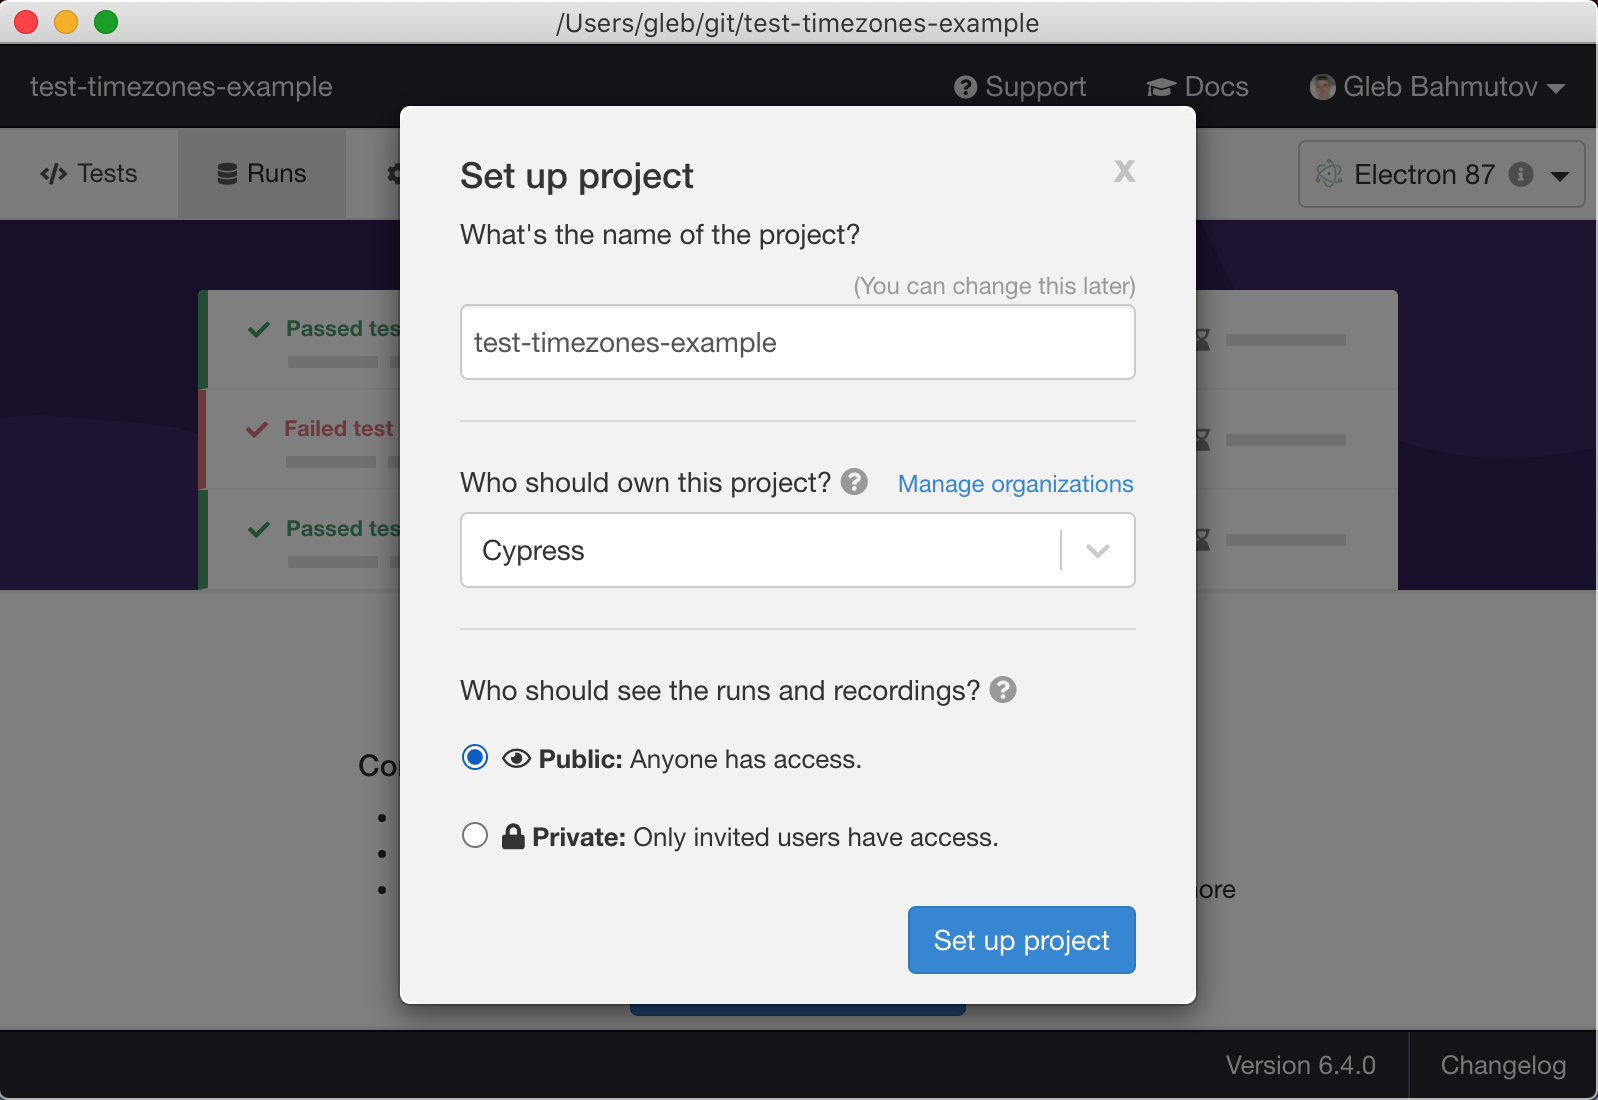 /Users/gleb/git/test-timezones-example
test-timezones-example
Support
Docs
Gleb Bahmutov
Tests
Runs
Electron 87
Set up project
x
What's the name of the project?
(You can change this later)
test-timezones-example
Passed tes
Failed test
Passed tes
Who should own this project?
Manage organizations
Cypress
Who should see the runs and recordings?
Public: Anyone has access.
Private: Only invited users have access.
Set up project
Version 6.4.0
Changelog